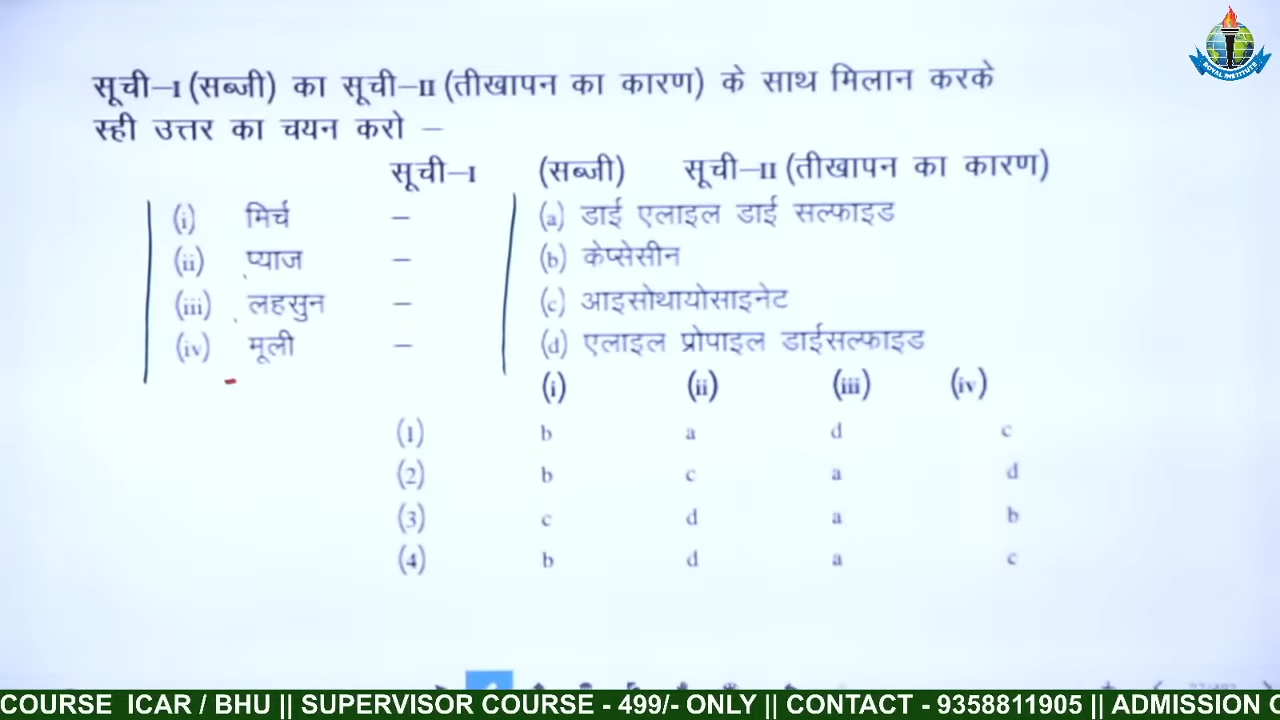 ROYAL INSTITUTE
सूची–I (सब्जी) का सूची–II (तीखापन का कारण) के साथ मिलान करके
स्ही उत्तर का चयन करो –
सूची–I (सब्जी) सूची–II (तीखापन का कारण)
(i) मिर्च – (a) डाई एलाइल डाई सल्फाइड
(ii) प्याज – (b) केप्सेसीन
(iii) लहसुन – (c) आइसोथायोसाइनेट
(iv) मूली – (d) एलाइल प्रोपाइल डाईसल्फाइड
(i) (ii) (iii) (iv)
(1) b a d c
(2) b c a d
(3) c d a b
(4) b d a c
COURSE ICAR / BHU || SUPERVISOR COURSE - 499/- ONLY || CONTACT - 9358811905 || ADMISSION